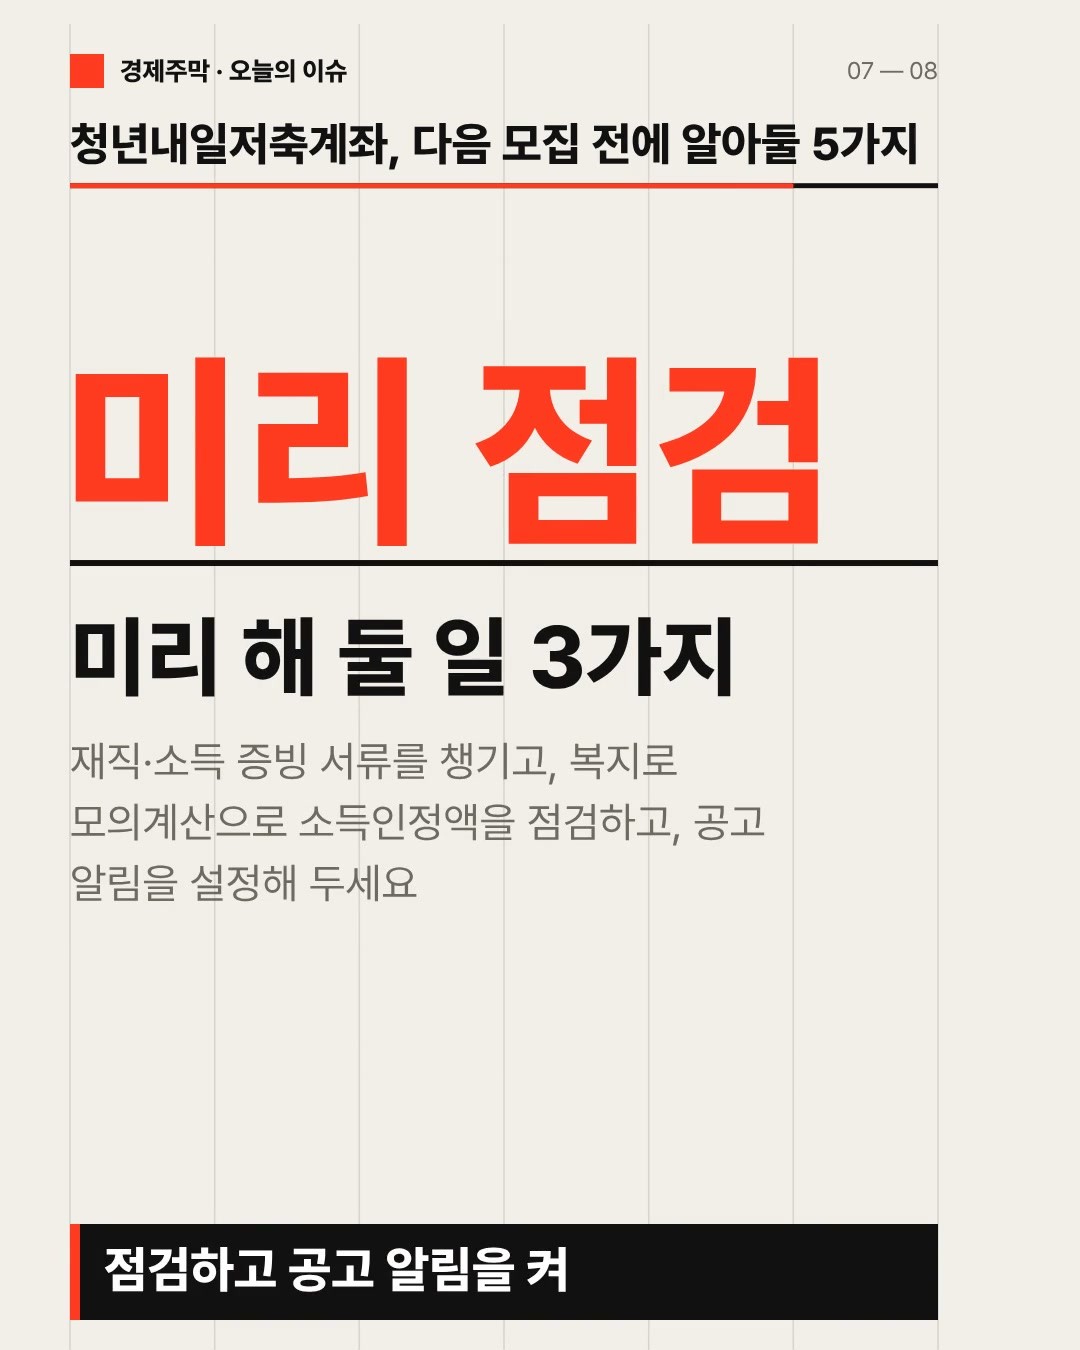 경제주막 · 오늘의 이슈
07 — 08
청년내일저축계좌, 다음 모집 전에 알아둘 5가지
미리 점검
미리 해 둘 일 3가지
재직·소득 증빙 서류를 챙기고, 복지로
모의계산으로 소득인정액을 점검하고, 공고
알림을 설정해 두세요
점검하고 공고 알림을 켜